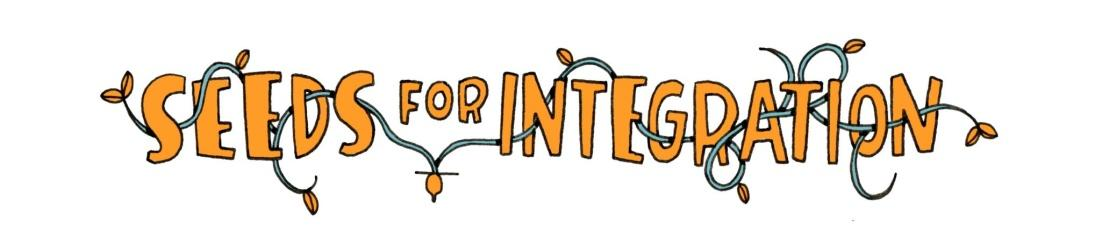 SEEDS FOR INTEGRATION